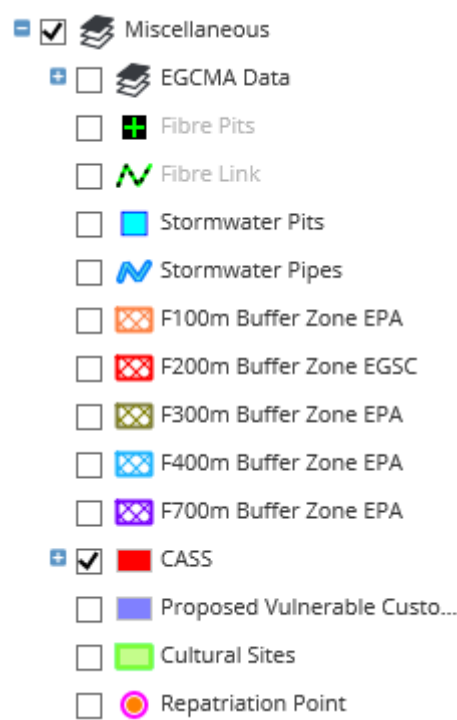 Miscellaneous
EGCMA Data
Fibre Pits
Fibre Link
Stormwater Pits
Stormwater Pipes
F100m Buffer Zone EPA
F200m Buffer Zone EGSC
F300m Buffer Zone EPA
F400m Buffer Zone EPA
F700m Buffer Zone EPA
CASS
Proposed Vulnerable Custo...
Cultural Sites
Repatriation Point